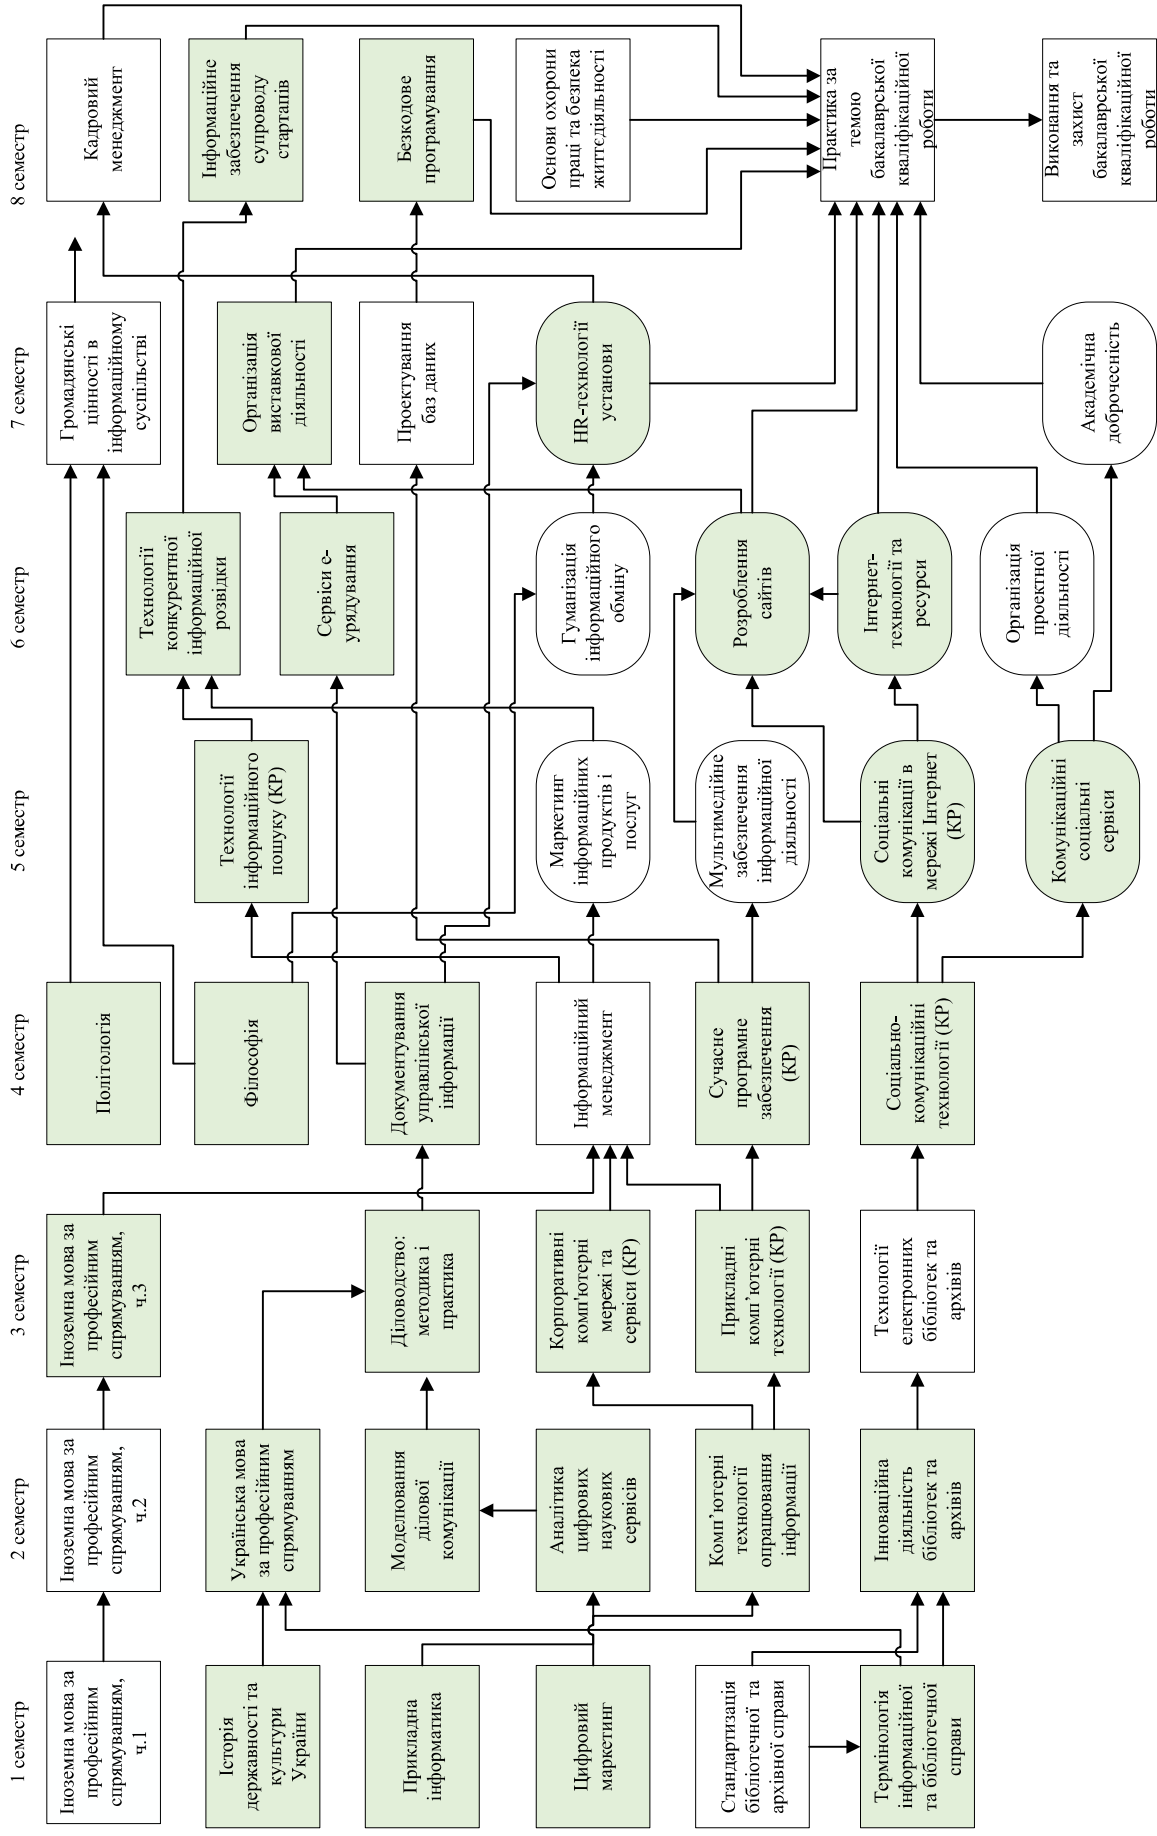 1 семестр
2 семестр
3 семестр
4 семестр
5 семестр
6 семестр
7 семестр
8 семестр
Іноземна мова за
професійним
спрямуванням,
ч.1
Історія
державності та
культури
України
Прикладна
інформатика
Цифровий
маркетинг
Стандартизація
бібліотечної та
архівної справи
Термінологія
інформаційної
та бібліотечної
справи
Іноземна мова за
професійним
спрямуванням,
ч.2
Українська мова
за професійним
спрямуванням
Моделювання
ділової
комунікації
Аналітика
цифрових
наукових
сервісів
Комп’ютерні
технології
опрацювання
інформації
Інноваційна
діяльність
бібліотек та
архівів
Іноземна мова за
професійним
спрямуванням,
ч.3
Діловодство:
методика і
практика
Корпоративні
комп'ютерні
мережі та
сервіси (КР)
Прикладні
комп’ютерні
технології (КР)
Технології
електронних
бібліотек та
архівів
Політологія
Філософія
Документування
управлінської
інформації
Інформаційний
менеджмент
Сучасне
програмне
забезпечення
(КР)
Соціально-
комунікаційні
технології (КР)
Технології
інформаційного
пошуку (КР)
Маркетинг
інформаційних
продуктів і
послуг
Мультимедійне
забезпечення
інформаційної
діяльності
Соціальні
комунікації в
мережі Інтернет
(КР)
Комунікаційні
соціальні
сервіси
Технології
конкурентної
інформаційної
розвідки
Сервіси е-
урядування
Гуманізація
інформаційного
обміну
Розроблення
сайтів
Інтернет-
технології та
ресурси
Організація
проектної
діяльності
Громадянські
цінності в
інформаційному
суспільстві
Організація
виставкової
діяльності
Проектування
баз даних
HR-технології
установи
Академічна
доброчесність
Кадровий
менеджмент
Інформаційне
забезпечення
супроводу
стартапів
Безкодове
програмування
Основи охорони
праці та безпека
життєдіяльності
Практика за
темою
бакалаврської
кваліфікаційної
роботи
Виконання та
захист
бакалаврської
кваліфікаційної
роботи